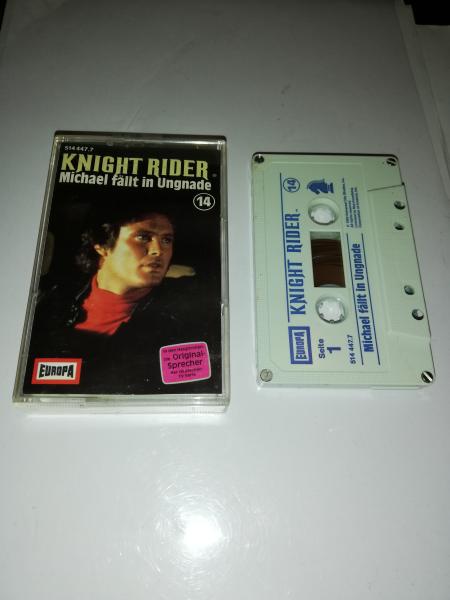 514 447.7
KNIGHT RIDER
Michael fällt in Ungnade
14
Die Original-
Sprecher
EUROPA
14
KNIGHT RIDER
Michael fällt in Ungnade
EUROPA
Seite
1
514 447.7